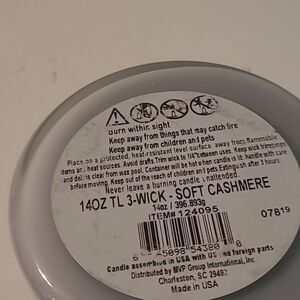 Burn within sight
Keep away from things that may catch fire
Keep away from children and pets
Place on a protected, heat-resistant level surface away from flammable
items and heat sources. Avoid drafts. Trim wick to 1/4" between uses. Keep wick trimmings
and debris clear from wax pool. Container will be hot when candle is lit: handle with care
before moving. Keep out of the reach of children and pets Extinguish after 3 hours
Never leave a burning candle unattended.
14OZ TL 3-WICK - SOFT CASHMERE
14oz | 396.893g
ITEM# 124095
07819
45098 54380
Candle assembled in USA with US and foreign parts
Distributed by MVP Group International, Inc.
Charleston, SC 29492
Made in USA